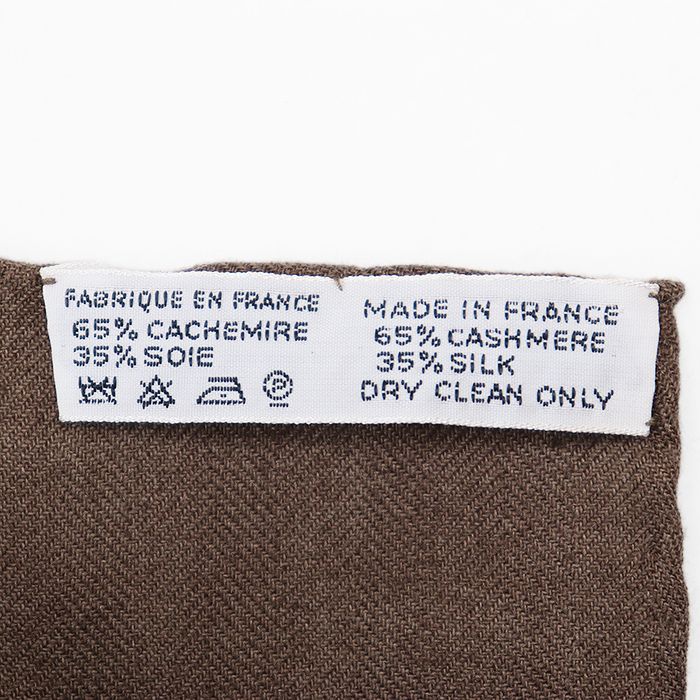 FABRIQUE EN FRANCE
65% CACHEMIRE
35% SOIE
P
MADE IN FRANCE
65% CASHMERE
35% SILK
DRY CLEAN ONLY